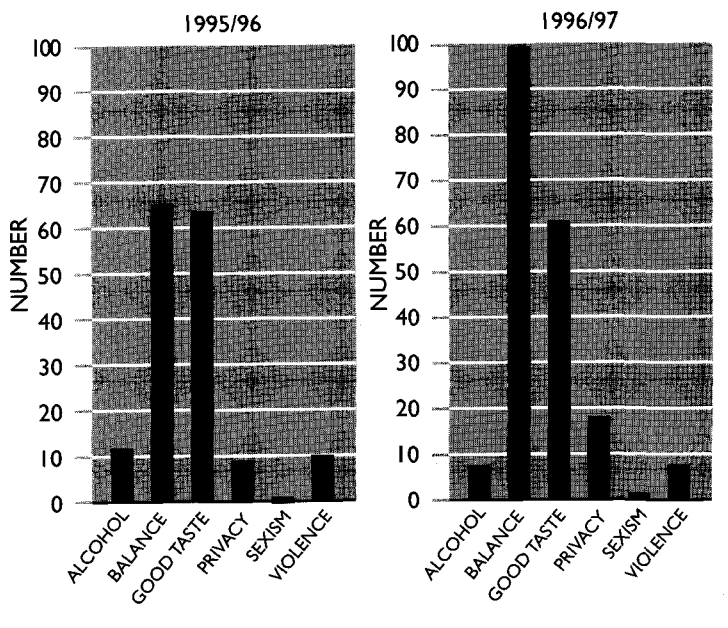 1995/96
NUMBER
100
90
80
70
60
50
40
30
20
10
0
ALCOHOL
BALANCE
GOOD TASTE
PRIVACY
SEXISM
VIOLENCE
1996/97
NUMBER
100
90
80
70
60
50
40
30
20
10
0
ALCOHOL
BALANCE
GOOD TASTE
PRIVACY
SEXISM
VIOLENCE